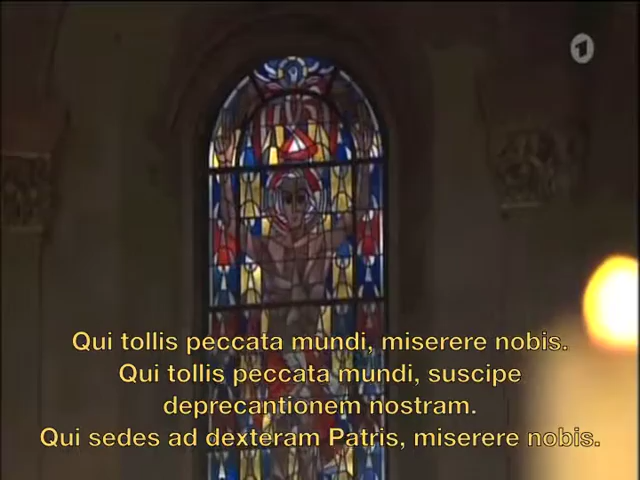 1
Qui tollis peccata mundi, miserere nobis.
Qui tollis peccata mundi, suscipe
deprecantionem nostram.
Qui sedes ad dexteram Patris, miserere nobis.